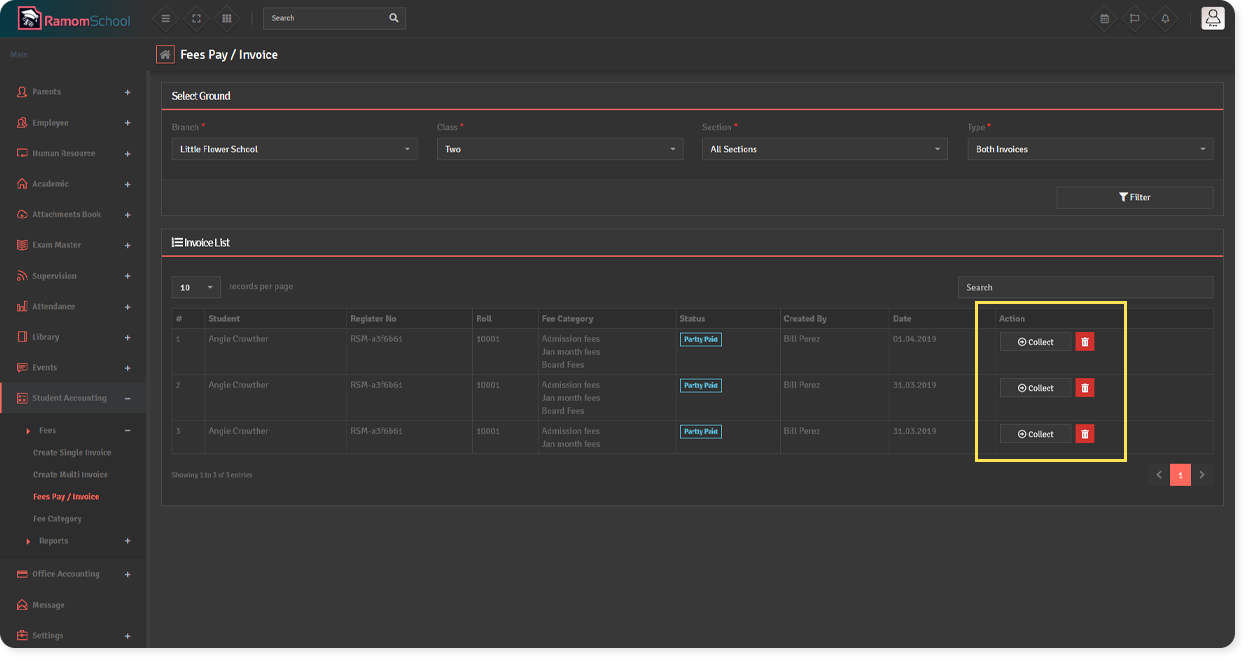 RamomSchool
Search
Main
Fees Pay / Invoice
Parents +
Employee +
Human Resource +
Academic +
Attachments Book +
Exam Master +
Supervision +
Attendance +
Library +
Events +
Student Accounting −
Fees −
Create Single Invoice
Create Multi Invoice
Fees Pay / Invoice
Fee Category
Reports +
Office Accounting +
Message
Settings +
Select Ground
Branch * Class * Section * Type *
Little Flower School Two All Sections Both Invoices
Filter
Invoice List
10 records per page Search
# Student Register No Roll Fee Category Status Created By Date Action
1 Angie Crowther RSM-a3f6b61 10001 Admission fees Partly Paid Bill Perez 01.04.2019 Collect
Jan month fees
Board Fees
2 Angie Crowther RSM-a3f6b61 10001 Admission fees Partly Paid Bill Perez 31.03.2019 Collect
Jan month fees
Board Fees
3 Angie Crowther RSM-a3f6b61 10001 Admission fees Partly Paid Bill Perez 31.03.2019 Collect
Jan month fees
Showing 1 to 3 of 3 entries
1